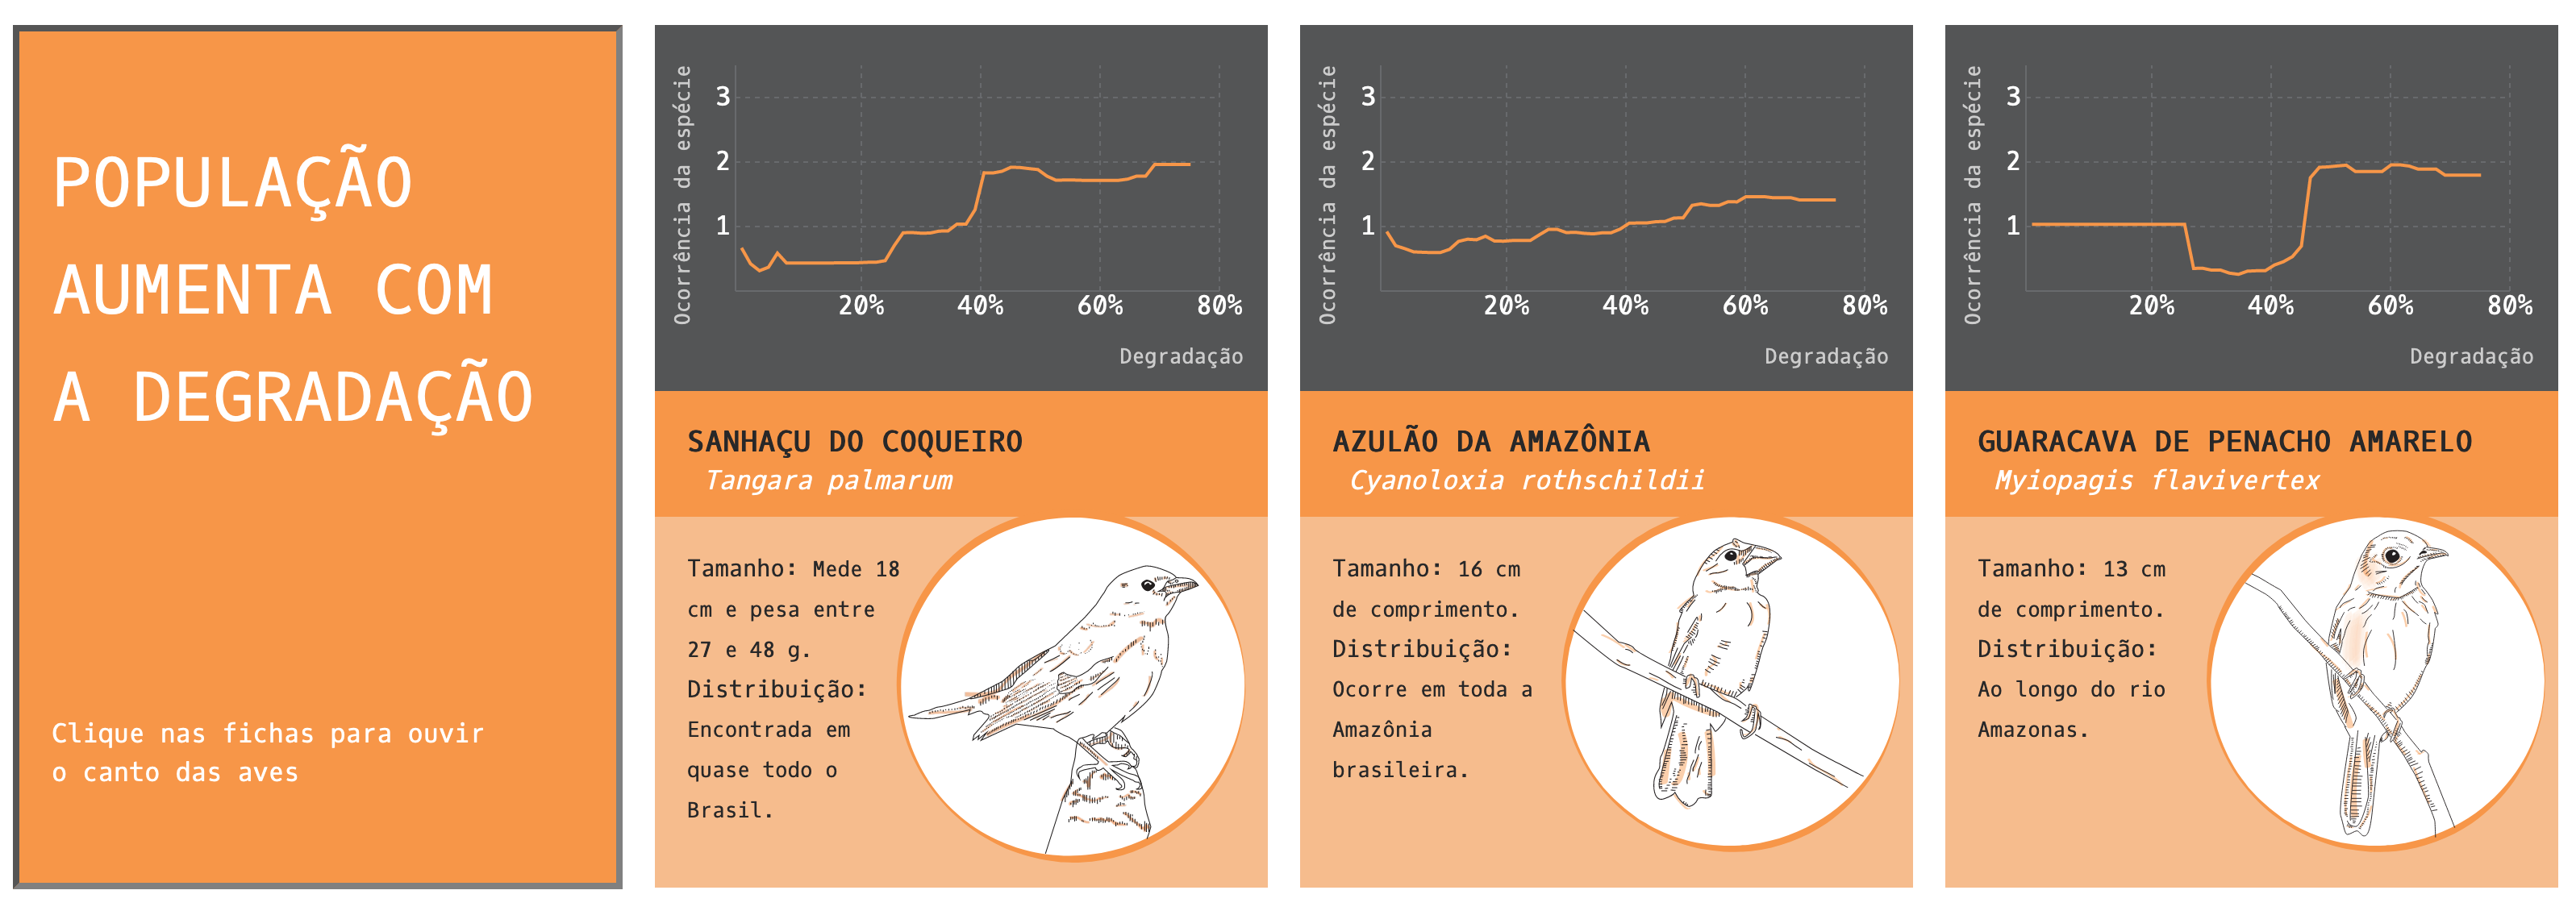 POPULAÇÃO
AUMENTA COM
A DEGRADAÇÃO
Clique nas fichas para ouvir
o canto das aves
Ocorrência da espécie
3
2
1
20% 40% 60% 80%
Degradação
SANHAÇU DO COQUEIRO
Tangara palmarum
Tamanho: Mede 18
cm e pesa entre
27 e 48 g.
Distribuição:
Encontrada em
quase todo o
Brasil.
Ocorrência da espécie
3
2
1
20% 40% 60% 80%
Degradação
AZULÃO DA AMAZÔNIA
Cyanoloxia rothschildii
Tamanho: 16 cm
de comprimento.
Distribuição:
Ocorre em toda a
Amazônia
brasileira.
Ocorrência da espécie
3
2
1
20% 40% 60% 80%
Degradação
GUARACAVA DE PENACHO AMARELO
Myiopagis flavivertex
Tamanho: 13 cm
de comprimento.
Distribuição:
Ao longo do rio
Amazonas.